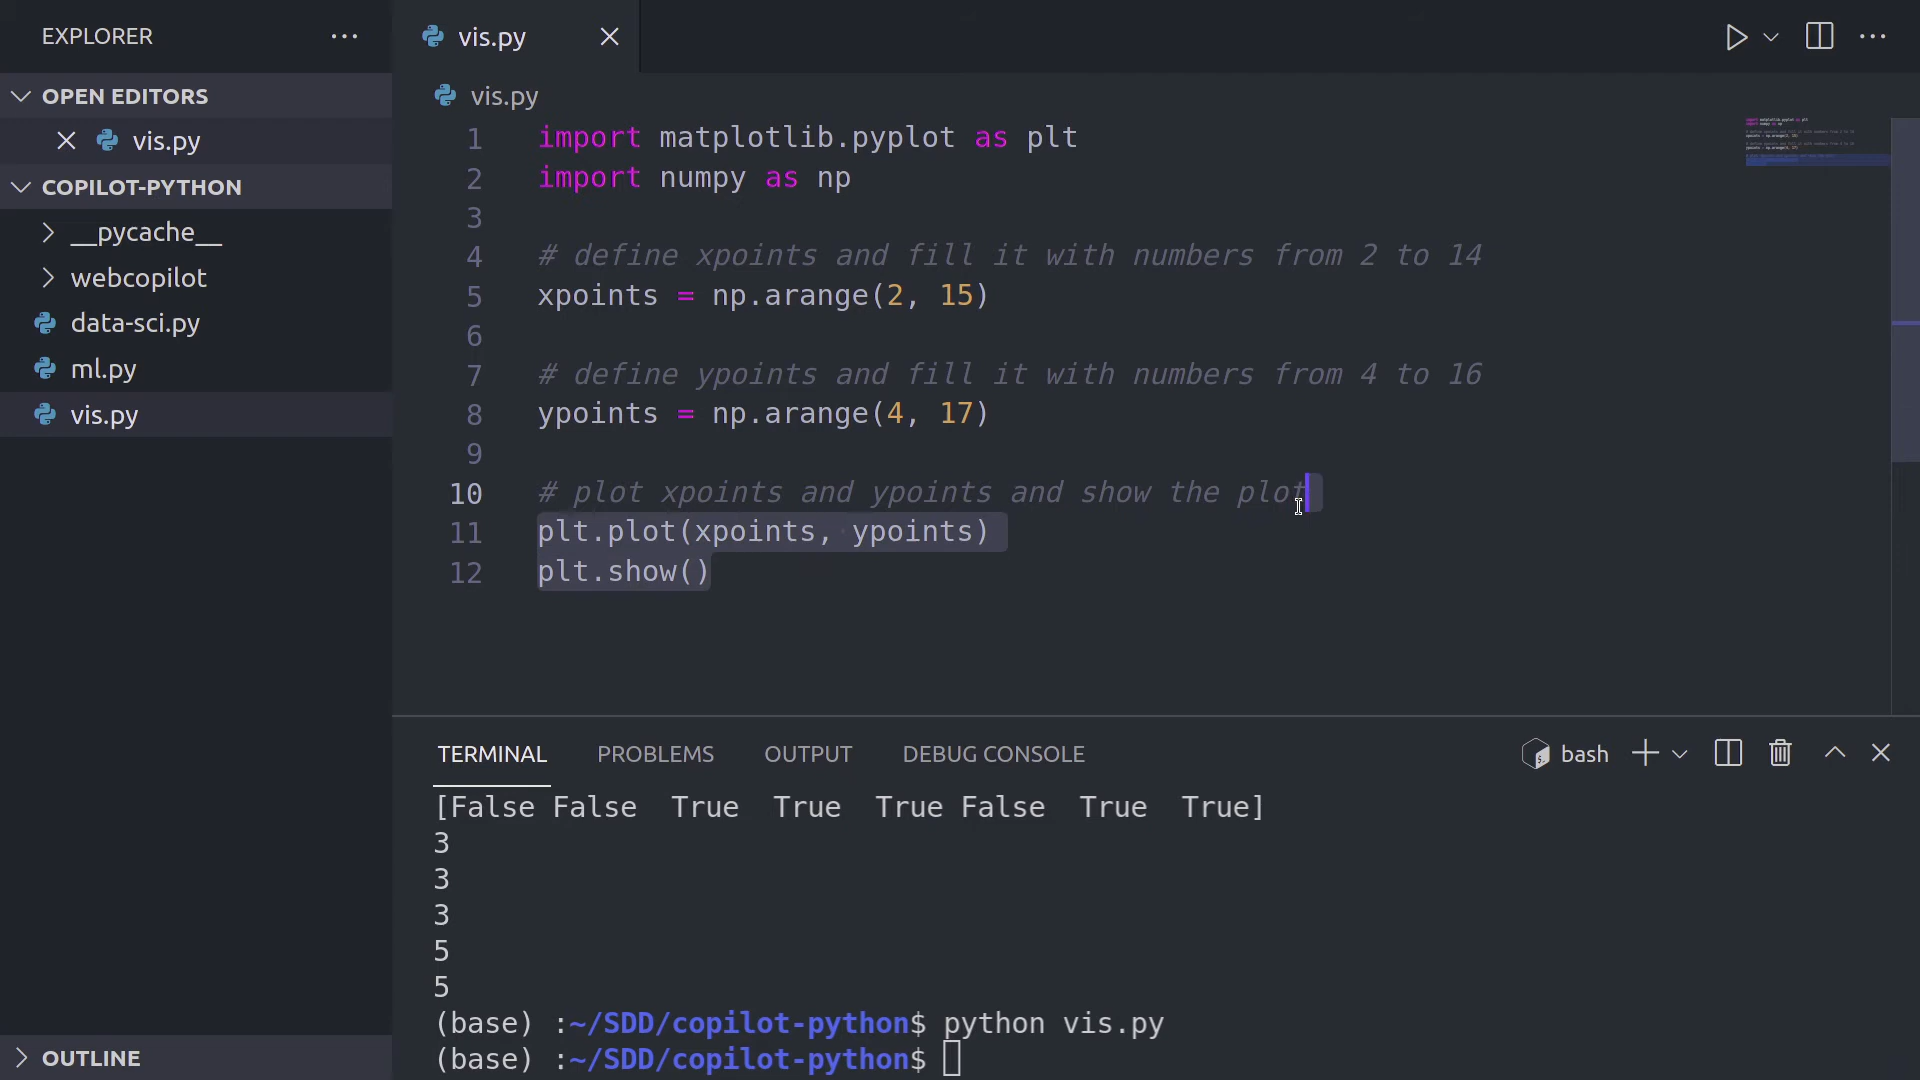 EXPLORER
OPEN EDITORS
vis.py
COPILOT-PYTHON
__pycache__
webcopilot
data-sci.py
ml.py
vis.py
OUTLINE
vis.py
vis.py
1 import matplotlib.pyplot as plt
2 import numpy as np
3
4 # define xpoints and fill it with numbers from 2 to 14
5 xpoints = np.arange(2, 15)
6
7 # define ypoints and fill it with numbers from 4 to 16
8 ypoints = np.arange(4, 17)
9
10 # plot xpoints and ypoints and show the plot
11 plt.plot(xpoints, ypoints)
12 plt.show()
TERMINAL PROBLEMS OUTPUT DEBUG CONSOLE bash
[False False  True  True  True False  True  True]
3
3
3
5
5
(base) :~/SDD/copilot-python$ python vis.py
(base) :~/SDD/copilot-python$